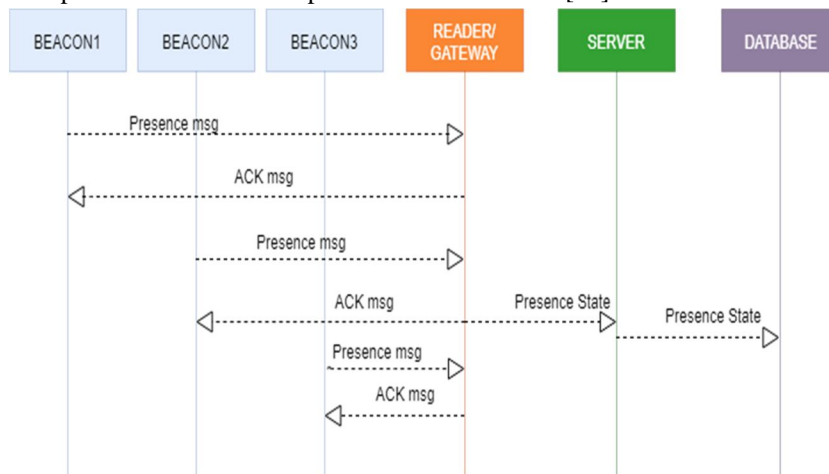 BEACON1
BEACON2
BEACON3
READER/
GATEWAY
SERVER
DATABASE
Presence msg
ACK msg
Presence msg
ACK msg
Presence State
Presence State
Presence msg
ACK msg